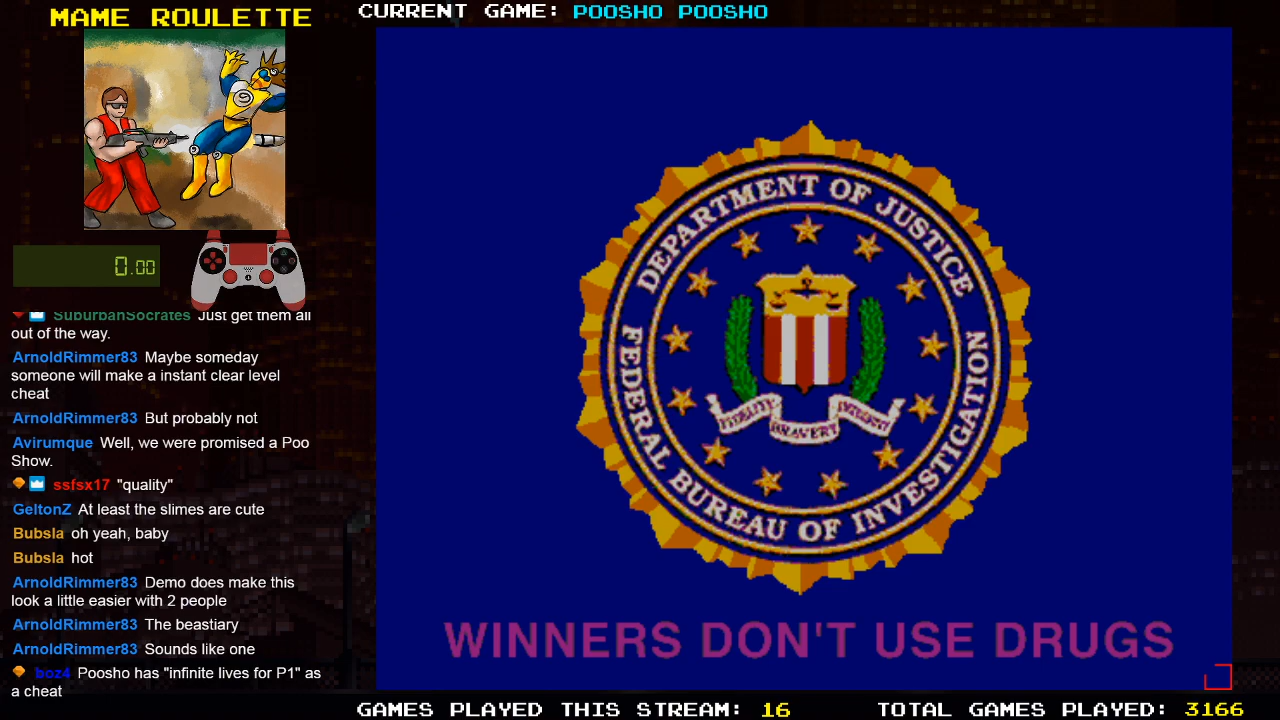 MAME ROULETTE
CURRENT GAME: POOSHO POOSHO
DEPARTMENT OF JUSTICE
FEDERAL BUREAU OF INVESTIGATION
FIDELITY
BRAVERY
INTEGRITY
WINNERS DON'T USE DRUGS
0.00
SuburbanSocrates Just get them all
out of the way.
ArnoldRimmer83 Maybe someday
someone will make a instant clear level
cheat
ArnoldRimmer83 But probably not
Avirumque Well, we were promised a Poo
Show.
ssfsx17 "quality"
GeltonZ At least the slimes are cute
Bubsla oh yeah, baby
Bubsla hot
ArnoldRimmer83 Demo does make this
look a little easier with 2 people
ArnoldRimmer83 The beastiary
ArnoldRimmer83 Sounds like one
boz4 Poosho has "infinite lives for P1" as
a cheat
GAMES PLAYED THIS STREAM: 16
TOTAL GAMES PLAYED: 3166